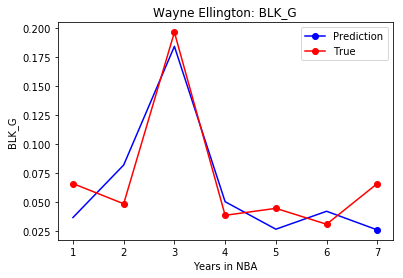 Wayne Ellington: BLK_G
Prediction
True
BLK_G
0.200
0.175
0.150
0.125
0.100
0.075
0.050
0.025
1 2 3 4 5 6 7
Years in NBA